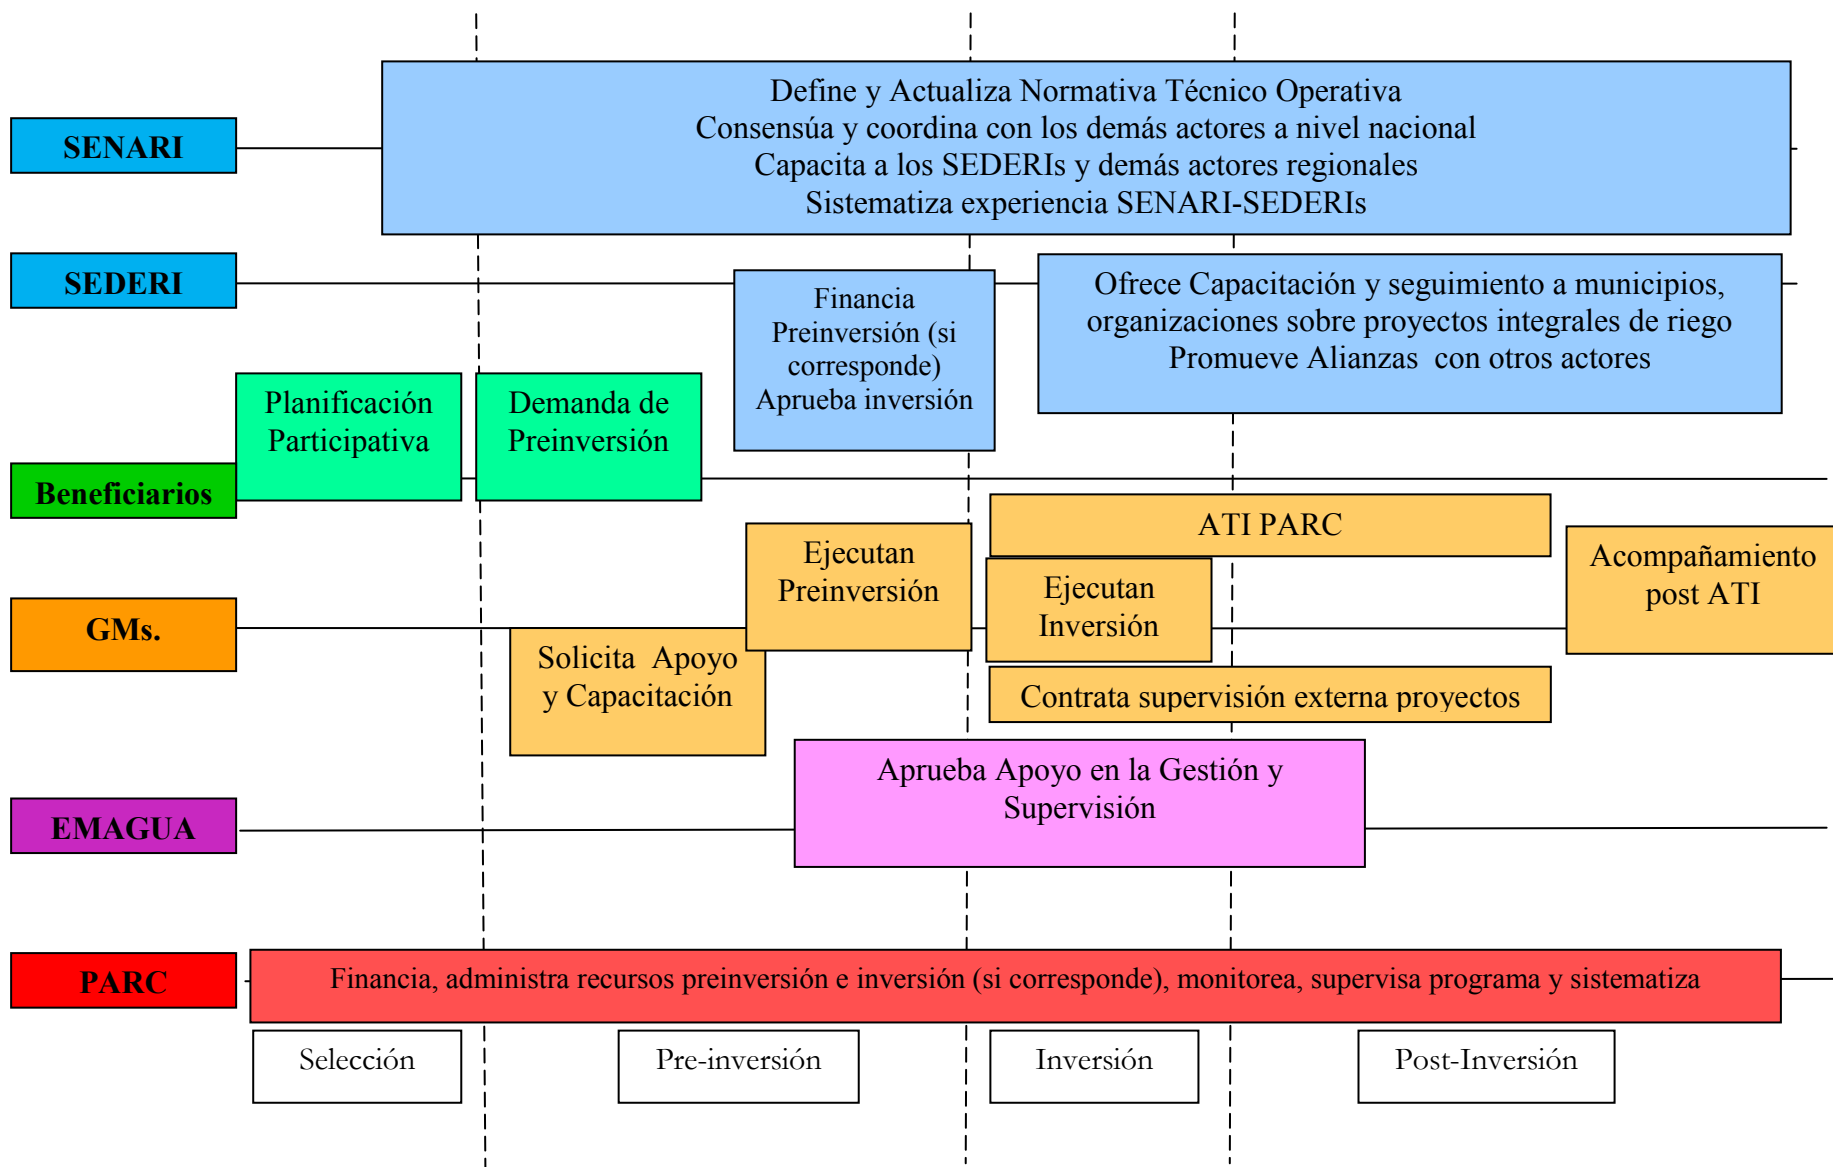 Define y Actualiza Normativa Técnico Operativa
Consensúa y coordina con los demás actores a nivel nacional
Capacita a los SEDERIs y demás actores regionales
Sistematiza experiencia SENARI-SEDERIs
SENARI
SEDERI
Financia
Preinversión (si
corresponde)
Aprueba inversión
Ofrece Capacitación y seguimiento a municipios,
organizaciones sobre proyectos integrales de riego
Promueve Alianzas con otros actores
Planificación
Participativa
Demanda de
Preinversión
Beneficiarios
ATI PARC
Ejecutan
Preinversión
Ejecutan
Inversión
Acompañamiento
post ATI
GMs.
Solicita Apoyo
y Capacitación
Contrata supervisión externa proyectos
Aprueba Apoyo en la Gestión y
Supervisión
EMAGUA
PARC
Financia, administra recursos preinversión e inversión (si corresponde), monitorea, supervisa programa y sistematiza
Selección
Pre-inversión
Inversión
Post-Inversión